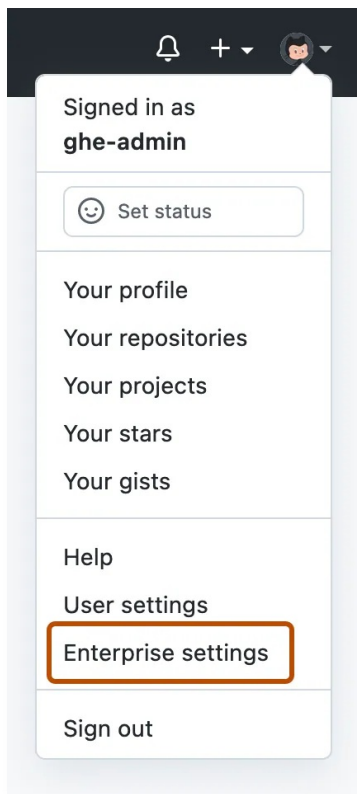 Signed in as
ghe-admin
Set status
Your profile
Your repositories
Your projects
Your stars
Your gists
Help
User settings
Enterprise settings
Sign out